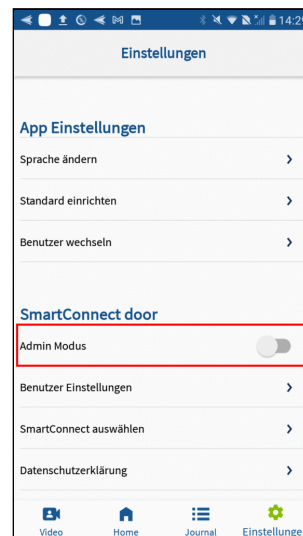 14:29
Einstellungen
App Einstellungen
Sprache ändern
Standard einrichten
Benutzer wechseln
SmartConnect door
Admin Modus
Benutzer Einstellungen
SmartConnect auswählen
Datenschutzerklärung
Video Home Journal Einstellunge